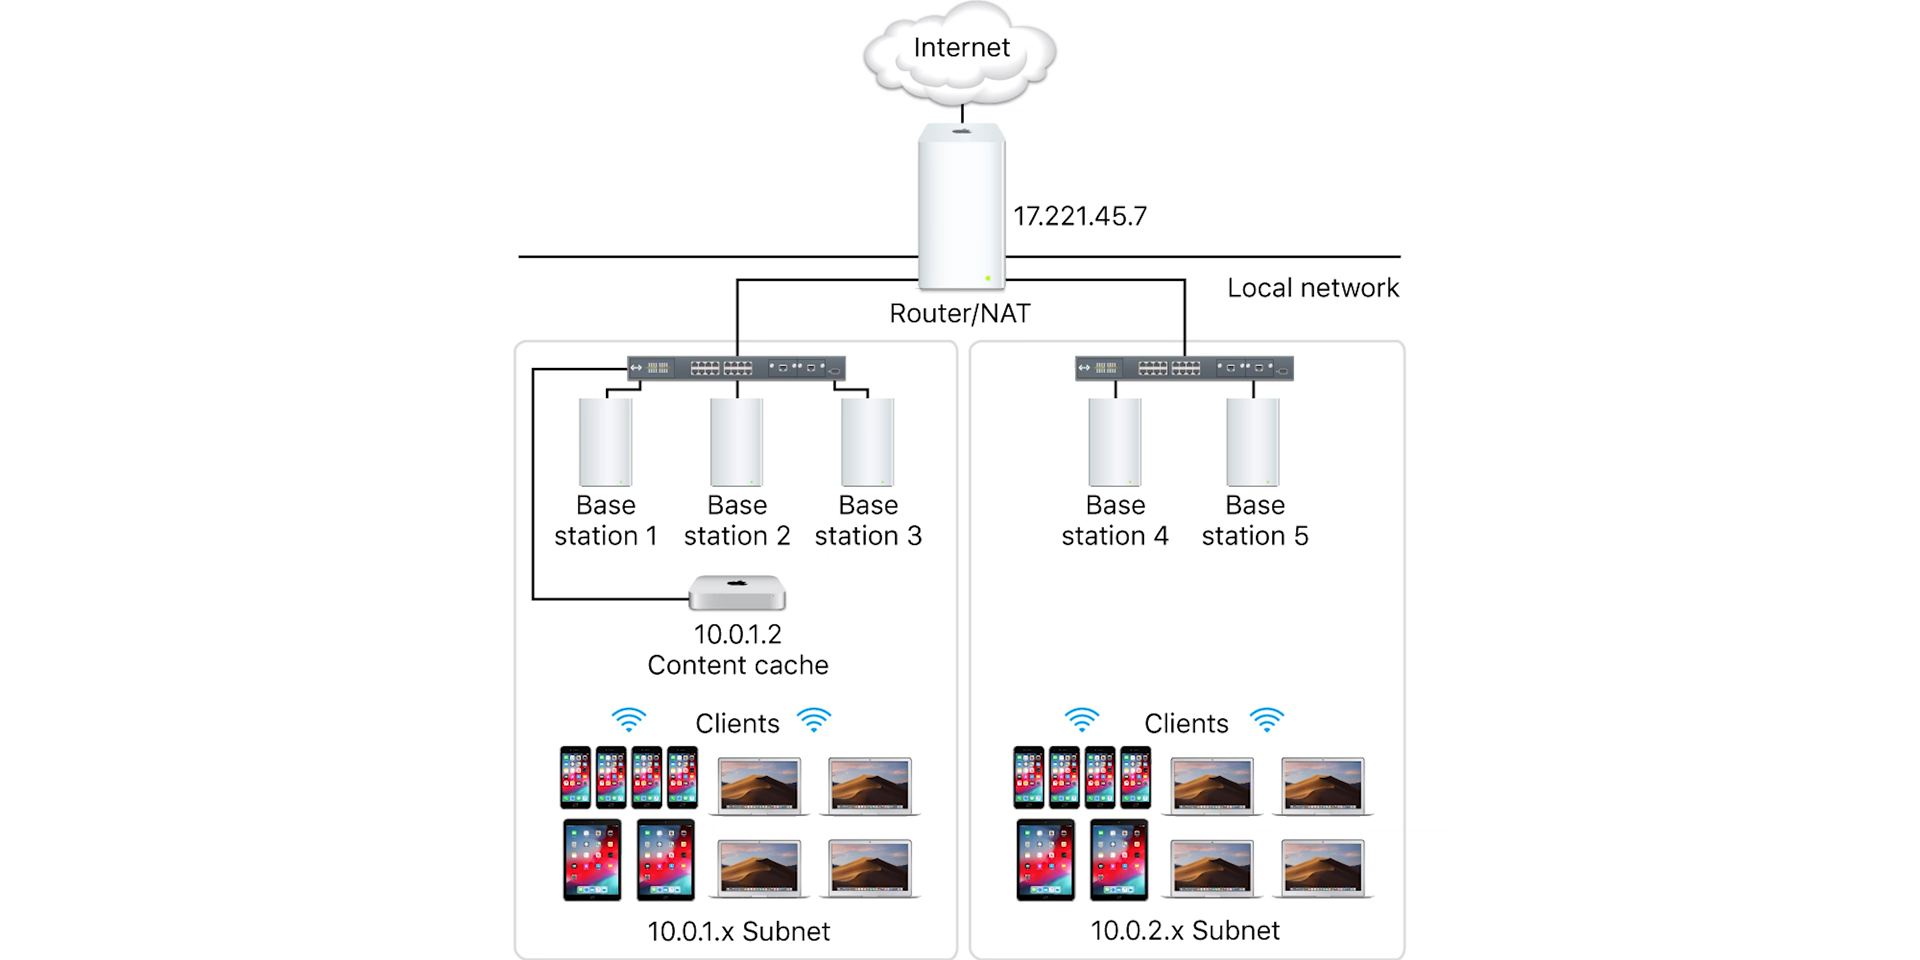 Internet
17.221.45.7
Local network
Router/NAT
Base
station 1
Base
station 2
Base
station 3
Base
station 4
Base
station 5
10.0.1.2
Content cache
Clients
Clients
10.0.1.x Subnet
10.0.2.x Subnet